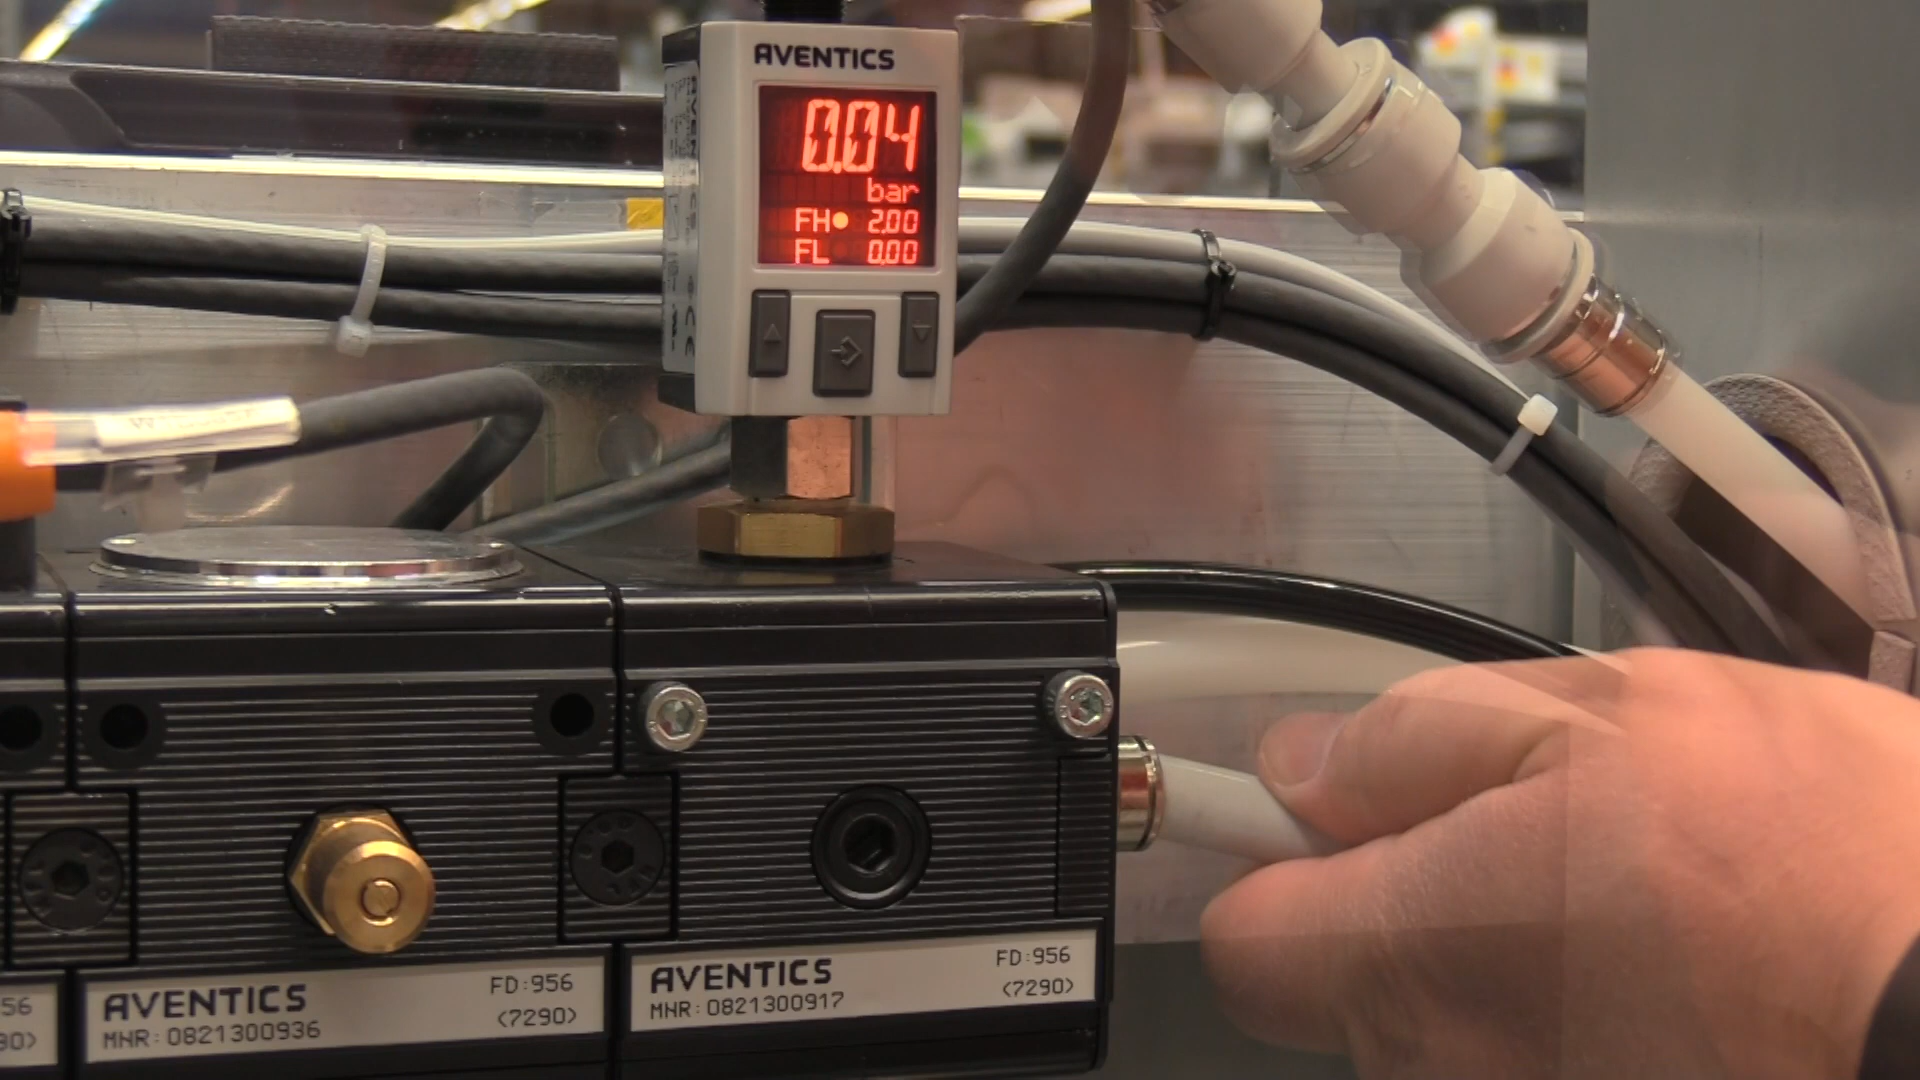 AVENTICS
0.04
bar
FH 2.00
FL 0.00
AVENTICS
MNR: 0821300936
FD:956
<7290>
AVENTICS
MNR: 0821300917
FD:956
<7290>
56
90>